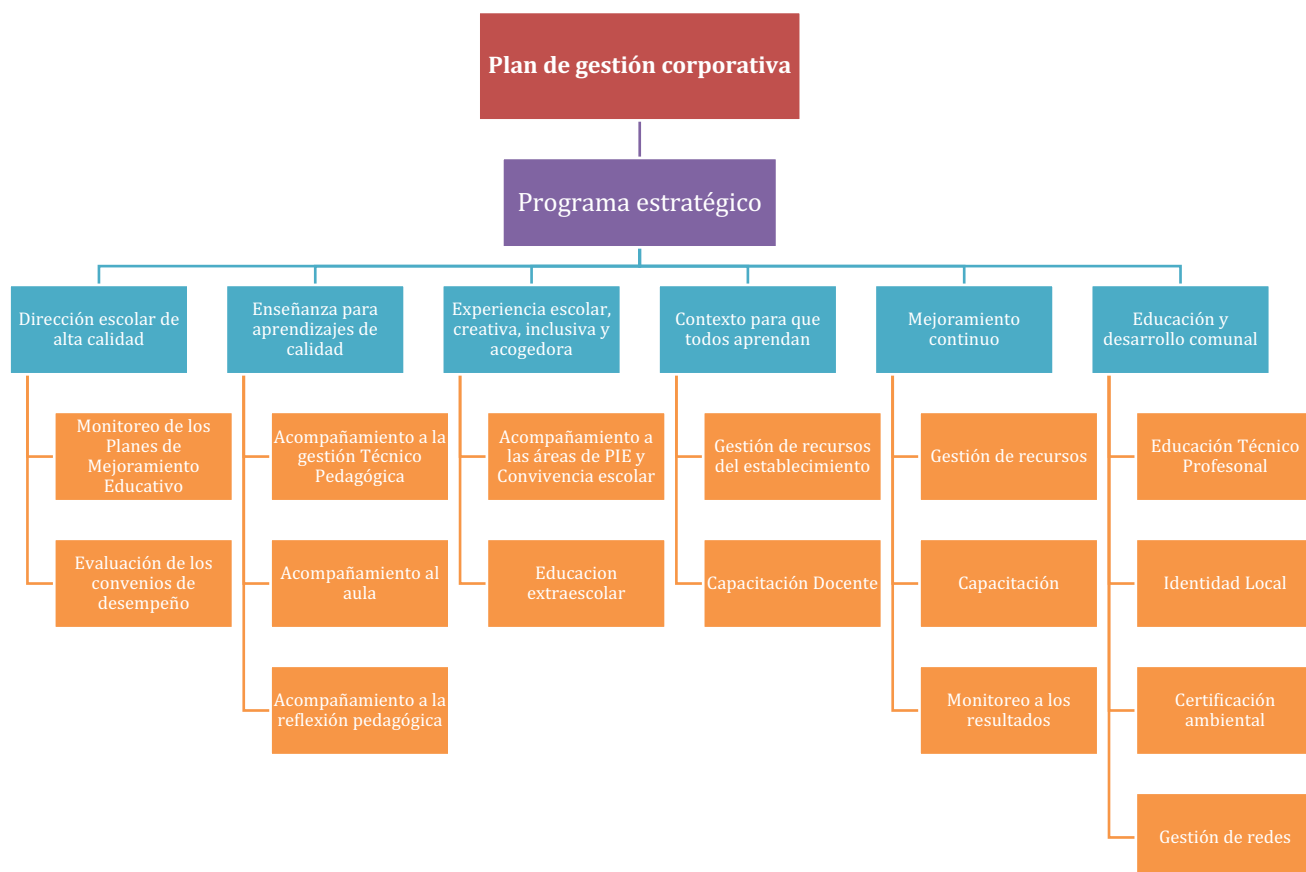 Plan de gestión corporativa
Programa estratégico
Dirección escolar de
alta calidad
Monitoreo de los
Planes de
Mejoramiento
Educativo
Evaluación de los
convenios de
desempeño
Enseñanza para
aprendizajes de
calidad
Acompañamiento a la
gestión Técnico
Pedagógica
Acompañamiento al
aula
Acompañamiento a la
reflexión pedagógica
Experiencia escolar,
creativa, inclusiva y
acogedora
Acompañamiento a
las áreas de PIE y
Convivencia escolar
Educacion
extraescolar
Contexto para que
todos aprendan
Gestión de recursos
del establecimiento
Capacitación Docente
Mejoramiento
continuo
Gestión de recursos
Capacitación
Monitoreo a los
resultados
Educación y
desarrollo comunal
Educación Técnico
Profesional
Identidad Local
Certificación
ambiental
Gestión de redes